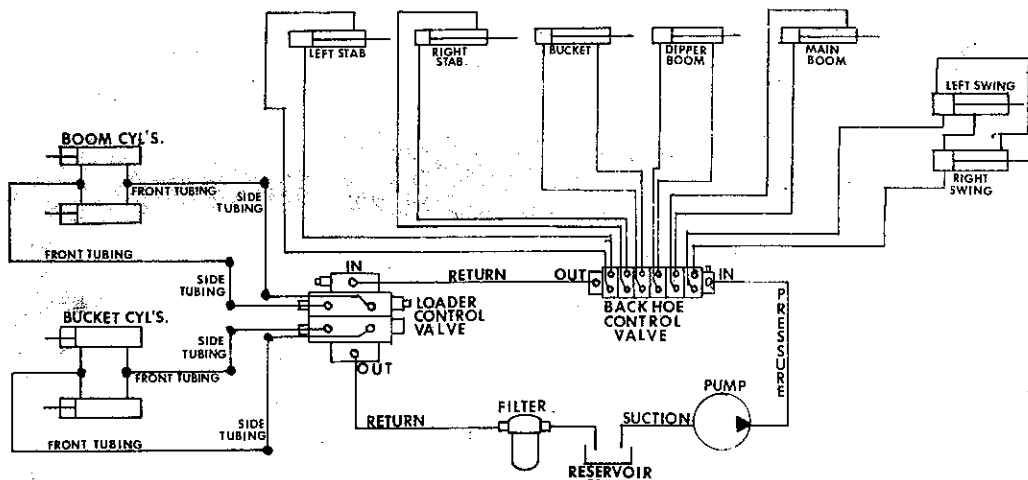 LEFT STAB
RIGHT
STAB.
BUCKET
DIPPER
BOOM
MAIN
BOOM
LEFT SWING
RIGHT
SWING
BOOM CYL'S.
FRONT TUBING
SIDE
TUBING
FRONT TUBING
SIDE
TUBING
IN
RETURN
OUT
IN
LOADER
CONTROL
VALVE
BACK HOE
CONTROL
VALVE
PRESSURE
BUCKET CYL'S.
SIDE
TUBING
FRONT TUBING
OUT
SIDE
TUBING
FRONT TUBING
RETURN
FILTER
RESERVOIR
SUCTION
PUMP